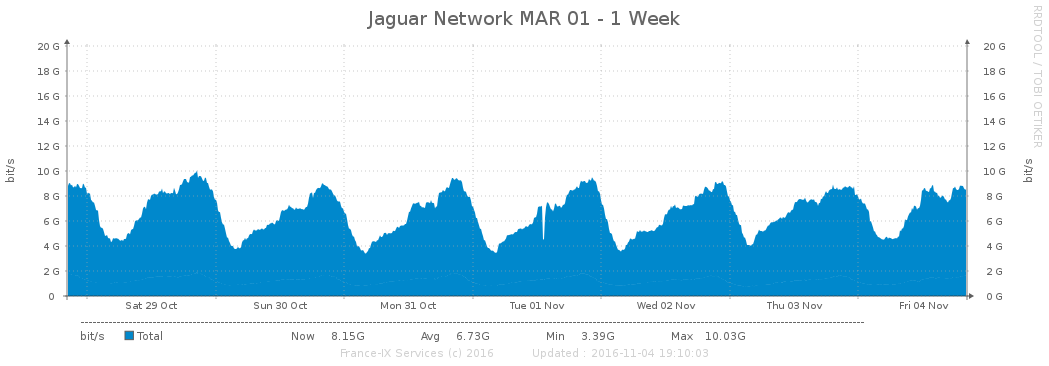 Jaguar Network MAR 01 - 1 Week
RRDTOOL / TOBI OETIKER
bit/s
bit/s
20 G 20 G
18 G 18 G
16 G 16 G
14 G 14 G
12 G 12 G
10 G 10 G
8 G 8 G
6 G 6 G
4 G 4 G
2 G 2 G
0 0 G
Sat 29 Oct Sun 30 Oct Mon 31 Oct Tue 01 Nov Wed 02 Nov Thu 03 Nov Fri 04 Nov
bit/s Total Now 8.15G Avg 6.73G Min 3.39G Max 10.03G
France-IX Services (c) 2016 Updated : 2016-11-04 19:10:03